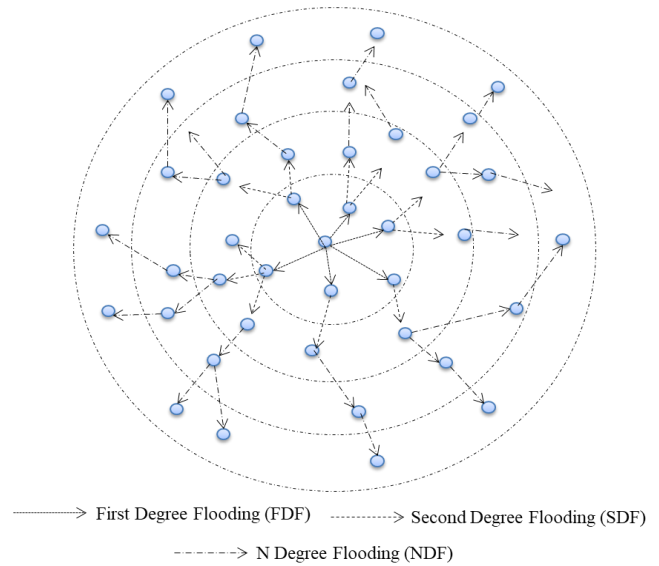 First Degree Flooding (FDF)
Second Degree Flooding (SDF)
N Degree Flooding (NDF)